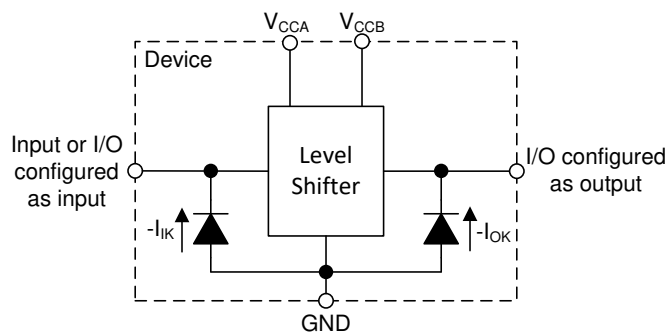 VCCA VCCB
Device
Input or I/O
configured
as input
Level
Shifter
I/O configured
as output
-IIK
-IOK
GND